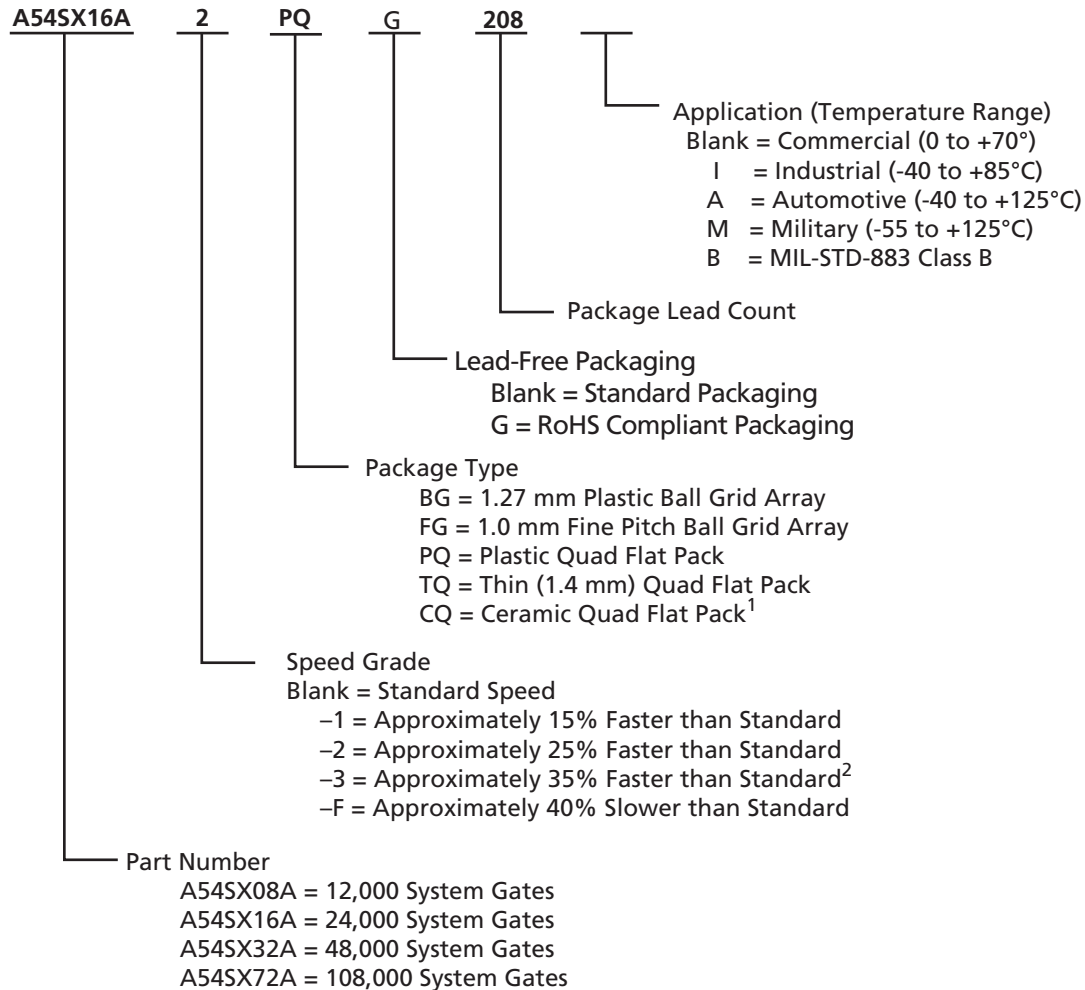 A54SX16A 2 PQ G 208
Application (Temperature Range)
Blank = Commercial (0 to +70°)
I = Industrial (-40 to +85°C)
A = Automotive (-40 to +125°C)
M = Military (-55 to +125°C)
B = MIL-STD-883 Class B
Package Lead Count
Lead-Free Packaging
Blank = Standard Packaging
G = RoHS Compliant Packaging
Package Type
BG = 1.27 mm Plastic Ball Grid Array
FG = 1.0 mm Fine Pitch Ball Grid Array
PQ = Plastic Quad Flat Pack
TQ = Thin (1.4 mm) Quad Flat Pack
CQ = Ceramic Quad Flat Pack1
Speed Grade
Blank = Standard Speed
–1 = Approximately 15% Faster than Standard
–2 = Approximately 25% Faster than Standard
–3 = Approximately 35% Faster than Standard2
–F = Approximately 40% Slower than Standard
Part Number
A54SX08A = 12,000 System Gates
A54SX16A = 24,000 System Gates
A54SX32A = 48,000 System Gates
A54SX72A = 108,000 System Gates